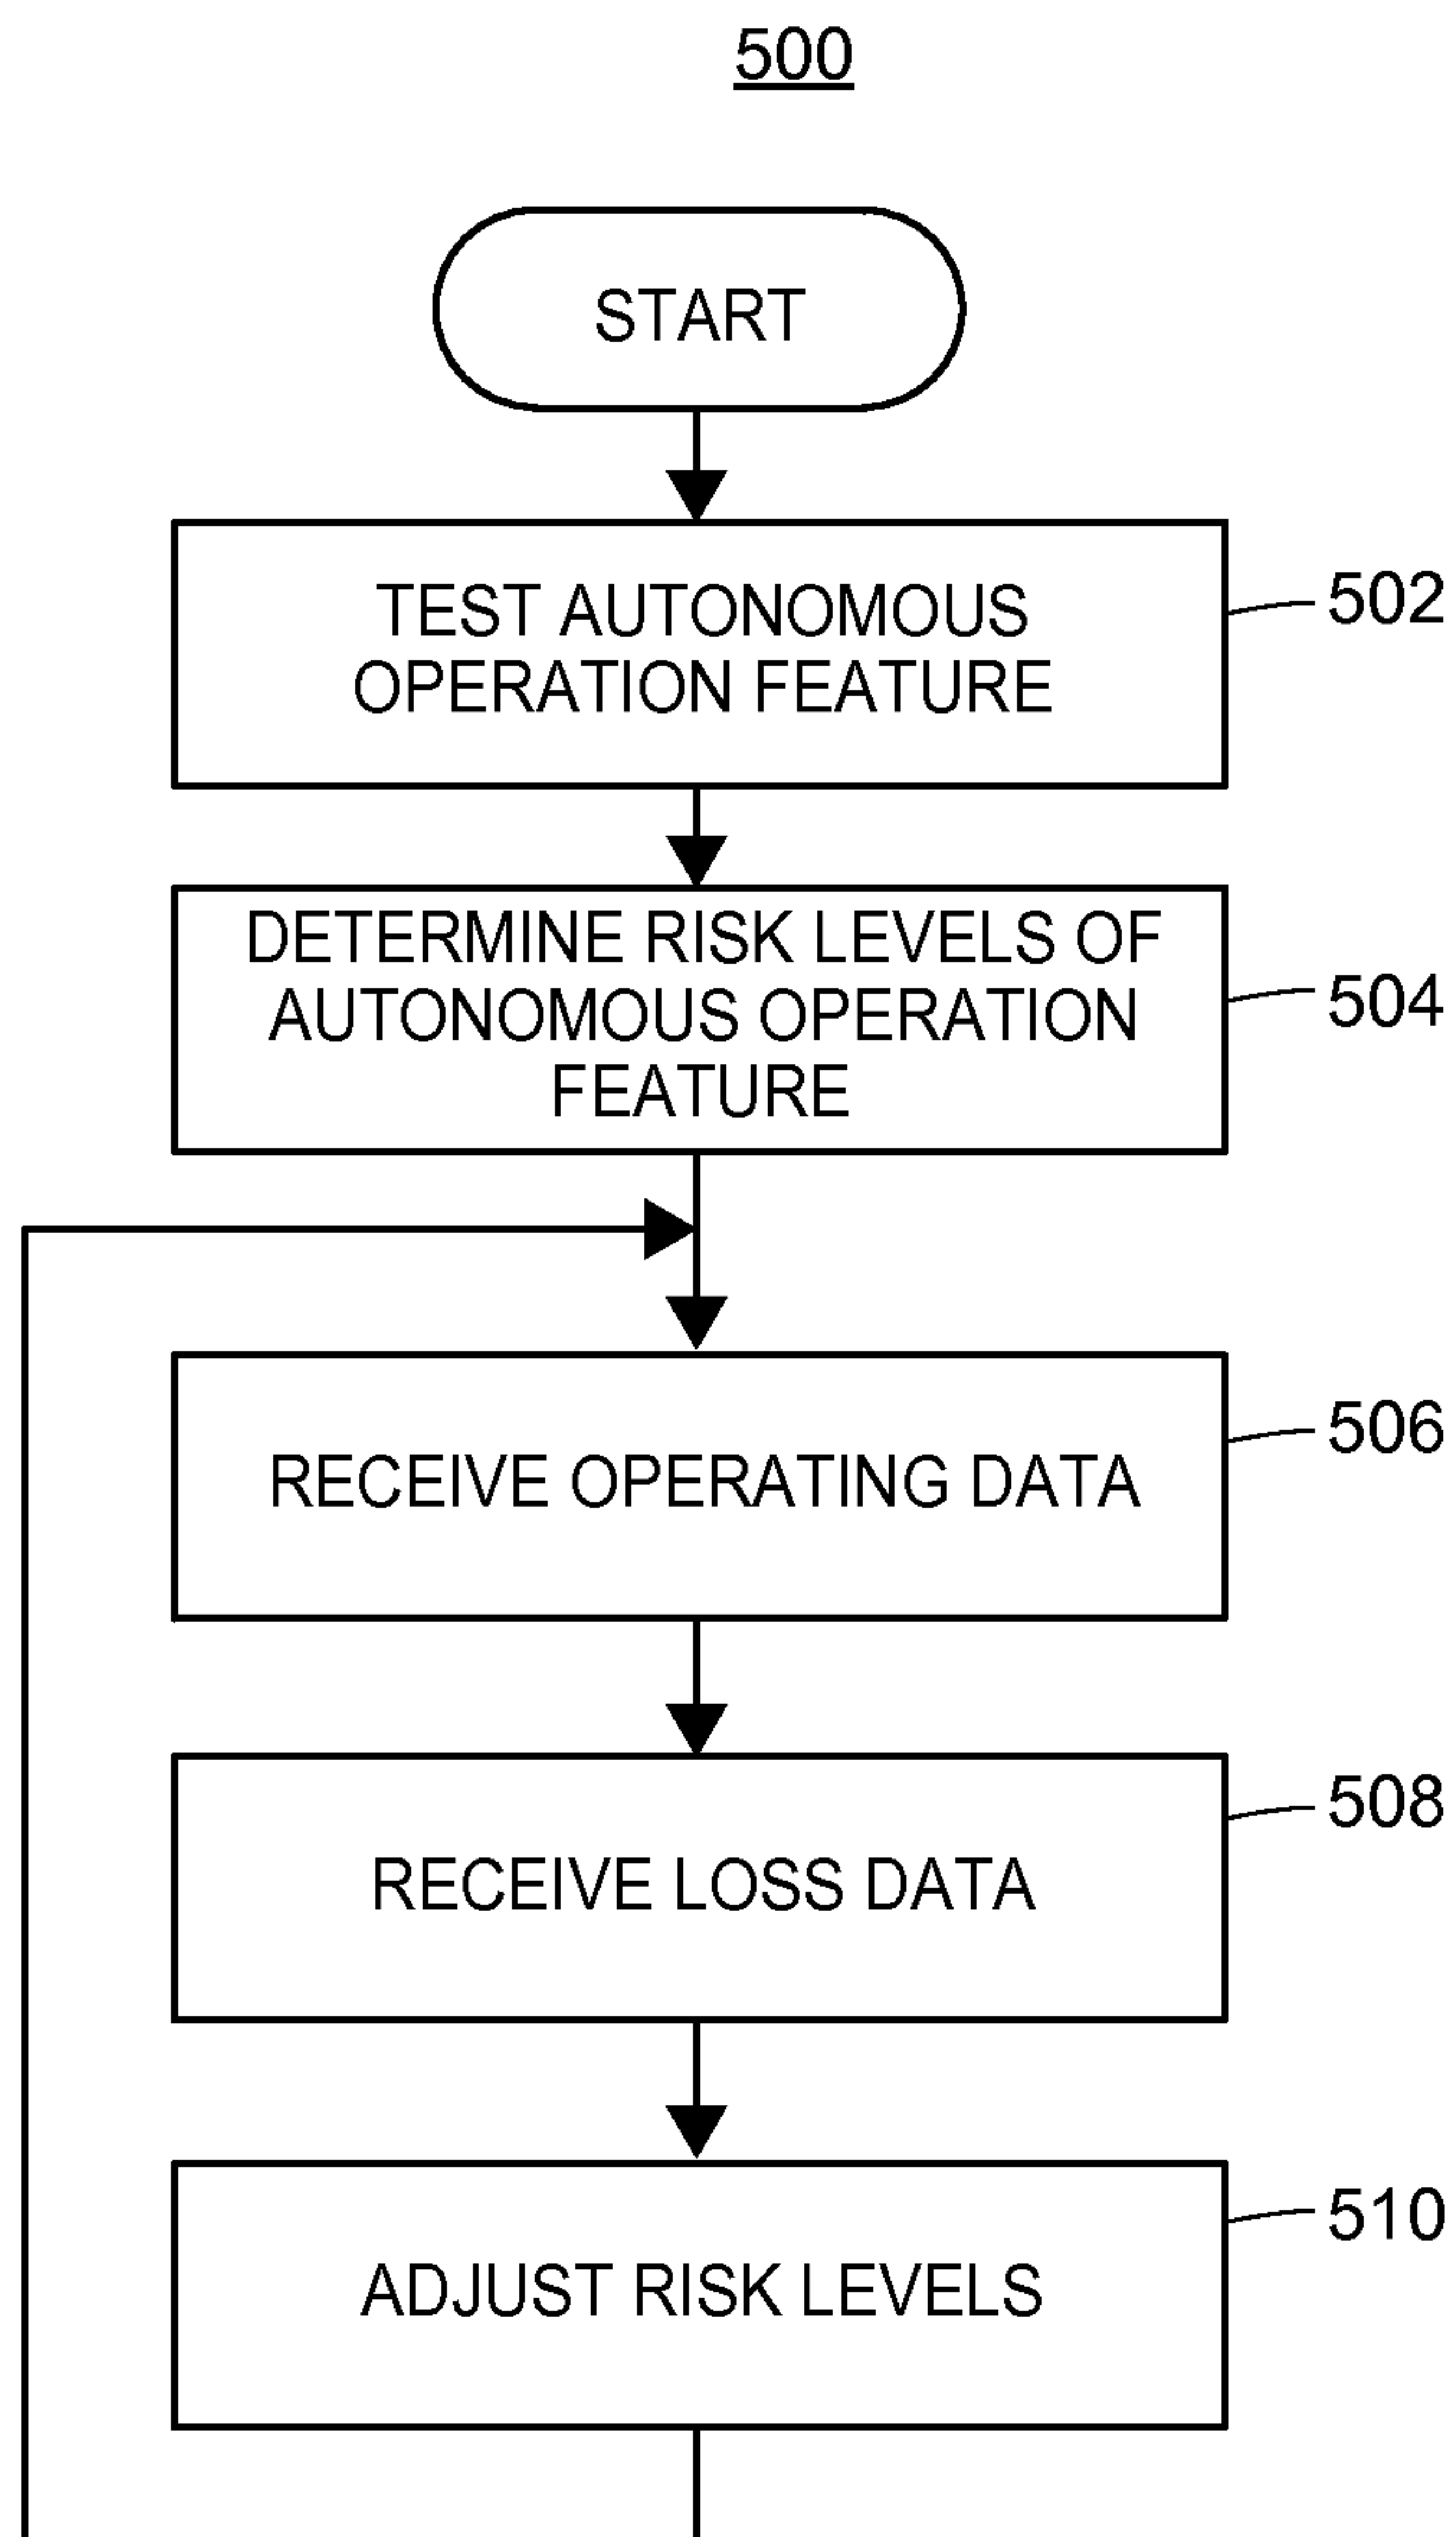 500
START
TEST AUTONOMOUS
OPERATION FEATURE
502
DETERMINE RISK LEVELS OF
AUTONOMOUS OPERATION
FEATURE
504
RECEIVE OPERATING DATA
506
RECEIVE LOSS DATA
508
ADJUST RISK LEVELS
510